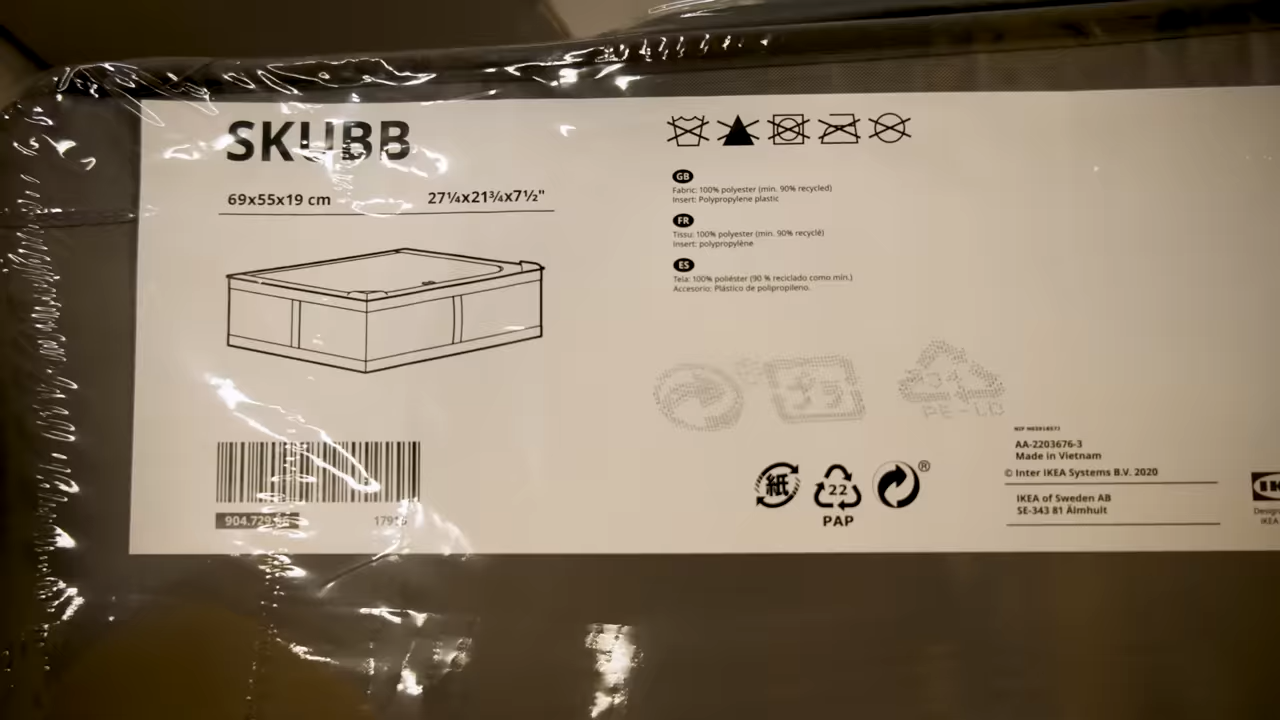 SKUBB
69x55x19 cm 27¼x21¾x7½"
GB
Fabric: 100% polyester (min. 90% recycled)
Insert: Polypropylene plastic
FR
Tissu: 100% polyester (min. 90% recyclé)
Insert: polypropylène
ES
Tela: 100% poliéster (90 % reciclado como min.)
Accesorio: Plástico de polipropileno.
PE-LD
紙
22
PAP
®
AA-2203676-3
Made in Vietnam
© Inter IKEA Systems B.V. 2020
IKEA of Sweden AB
SE-343 81 Älmhult